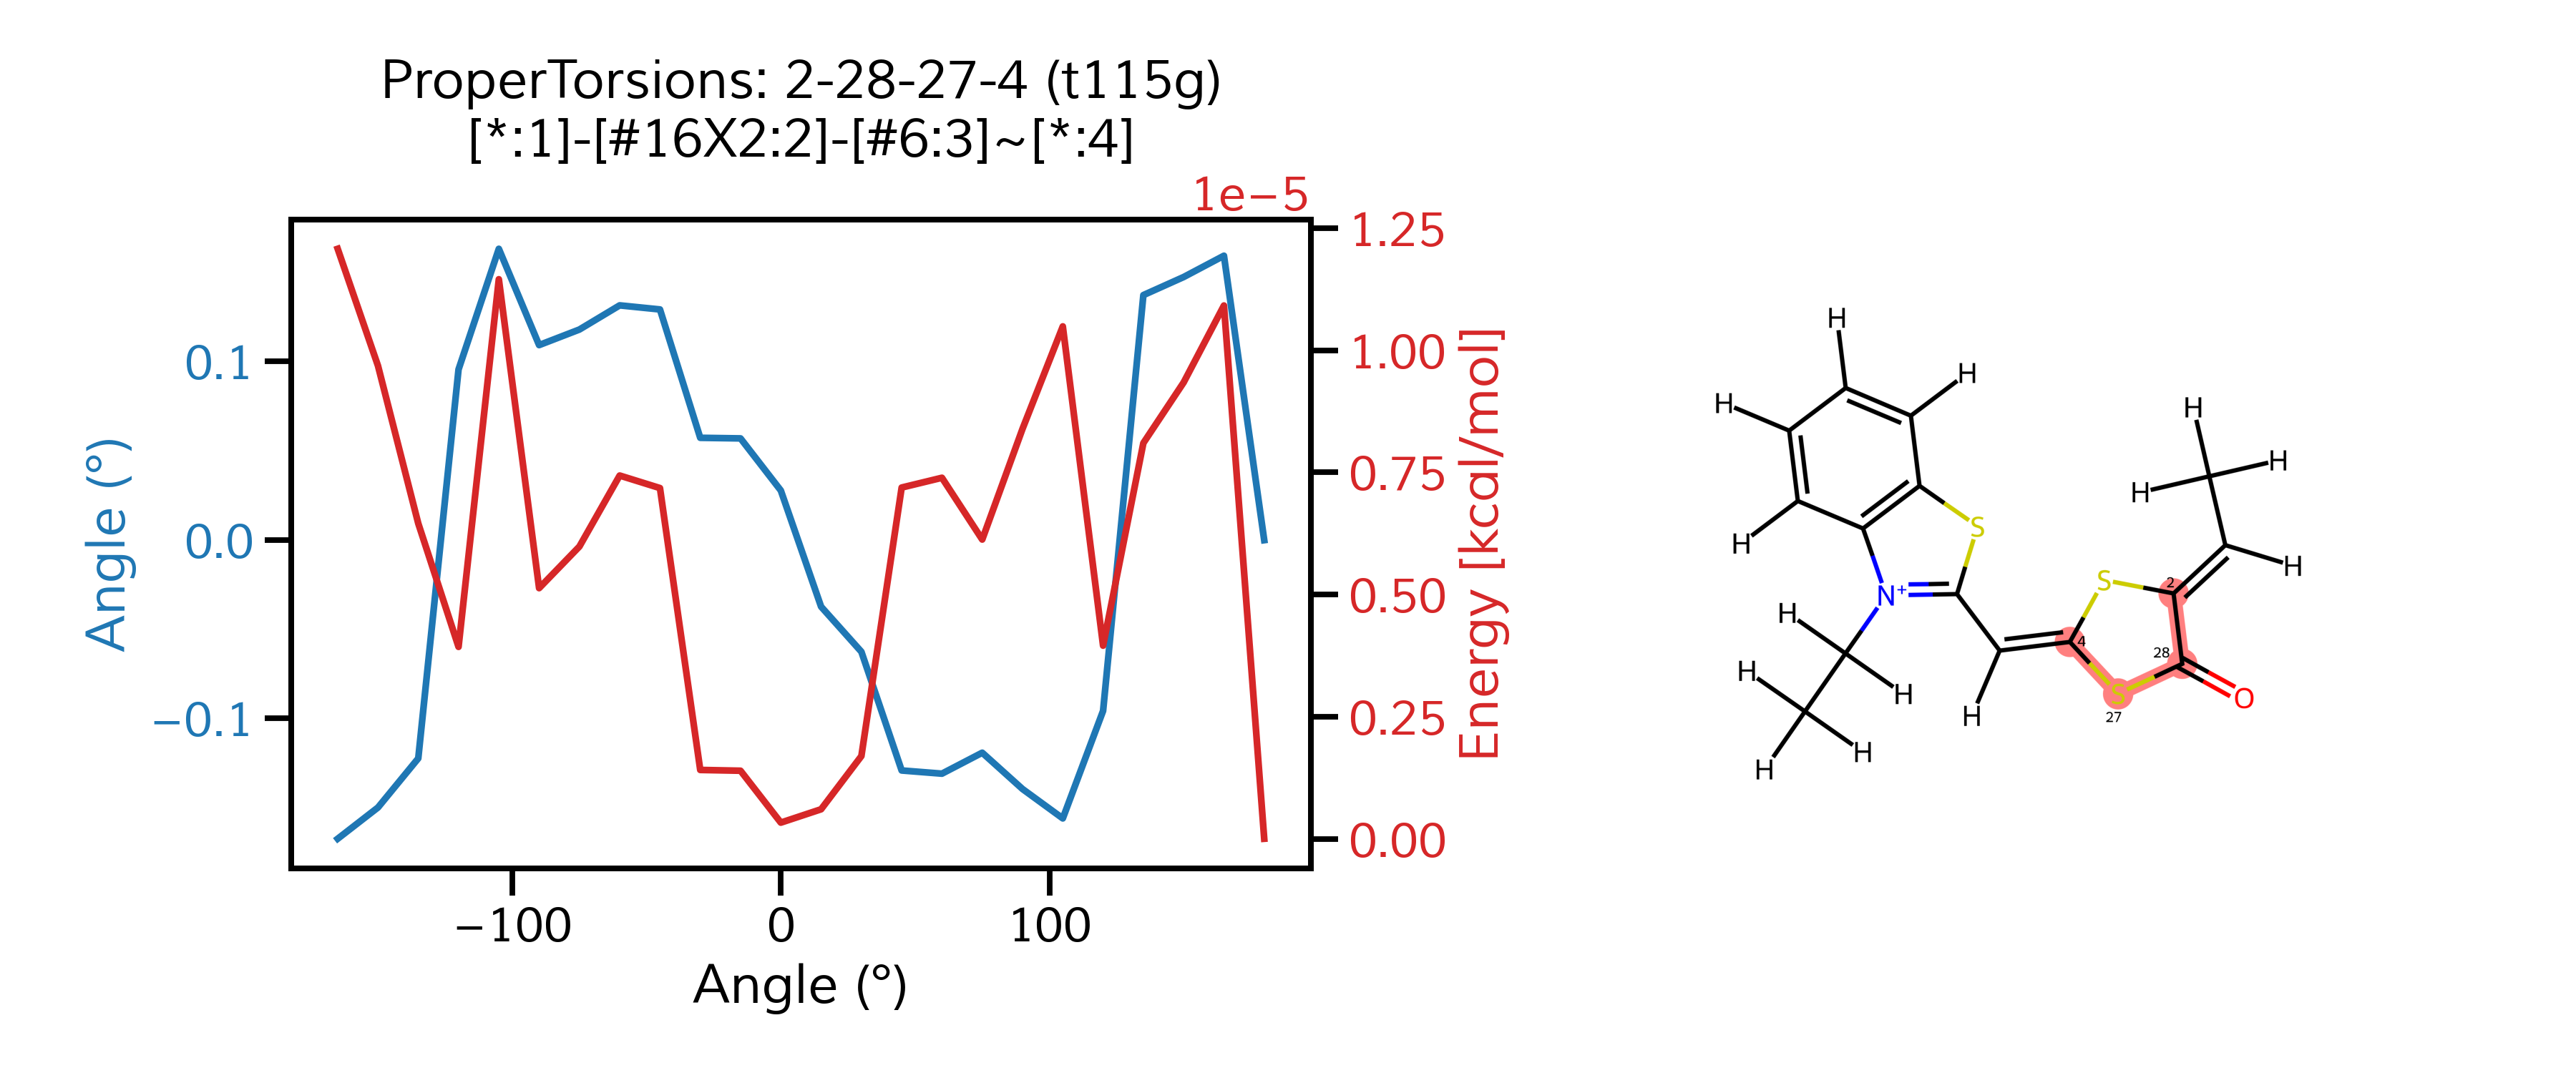 ProperTorsions: 2-28-27-4 (t115g)
[*:1]-[#16X2:2]-[#6:3]~[*:4]
1e−5
Angle (°)
0.1
0.0
−0.1
1.25
1.00
0.75
0.50
0.25
0.00
Energy [kcal/mol]
−100
0
100
Angle (°)
H
H
H
H
H
H
H
H
S
S
2
H
N+
H
4
28
H
H
S
O
27
H
H
H